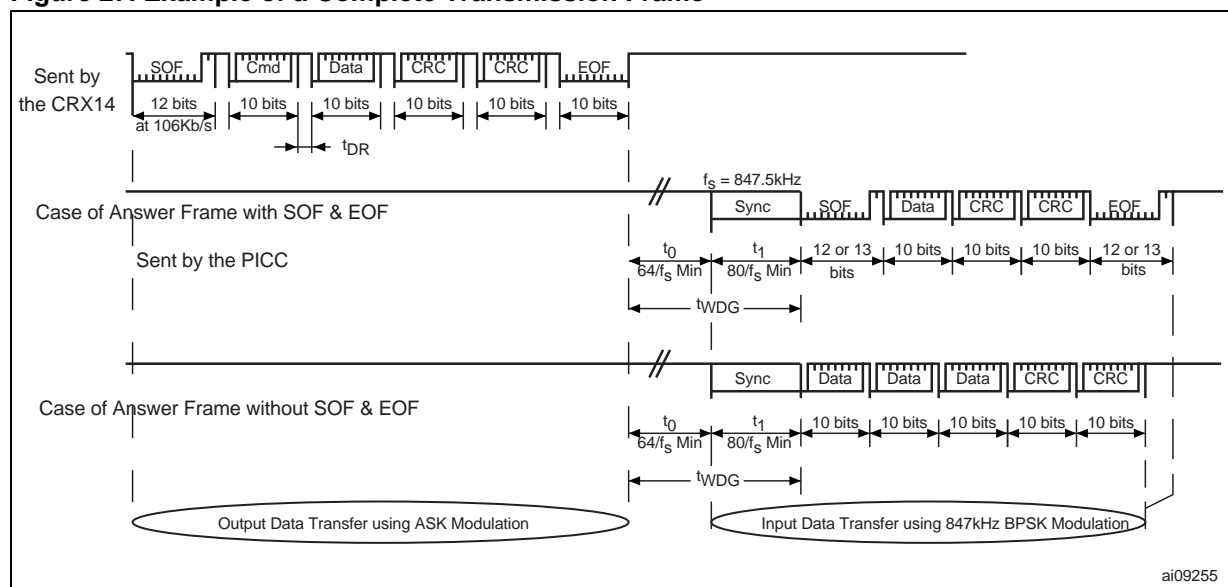 Figure 27. Example of a Complete Transmission Frame
Sent by
the CRX14
SOF
Cmd
Data
CRC
CRC
EOF
12 bits
at 106Kb/s
10 bits
10 bits
10 bits
10 bits
10 bits
tDR
fS = 847.5kHz
Case of Answer Frame with SOF & EOF
Sync
SOF
Data
CRC
CRC
EOF
Sent by the PICC
t0
64/fS Min
t1
80/fS Min
12 or 13
bits
10 bits
10 bits
10 bits
12 or 13
bits
tWDG
Sync
Data
Data
Data
CRC
CRC
Case of Answer Frame without SOF & EOF
t0
64/fS Min
t1
80/fS Min
10 bits
10 bits
10 bits
10 bits
10 bits
tWDG
Output Data Transfer using ASK Modulation
Input Data Transfer using 847kHz BPSK Modulation
ai09255